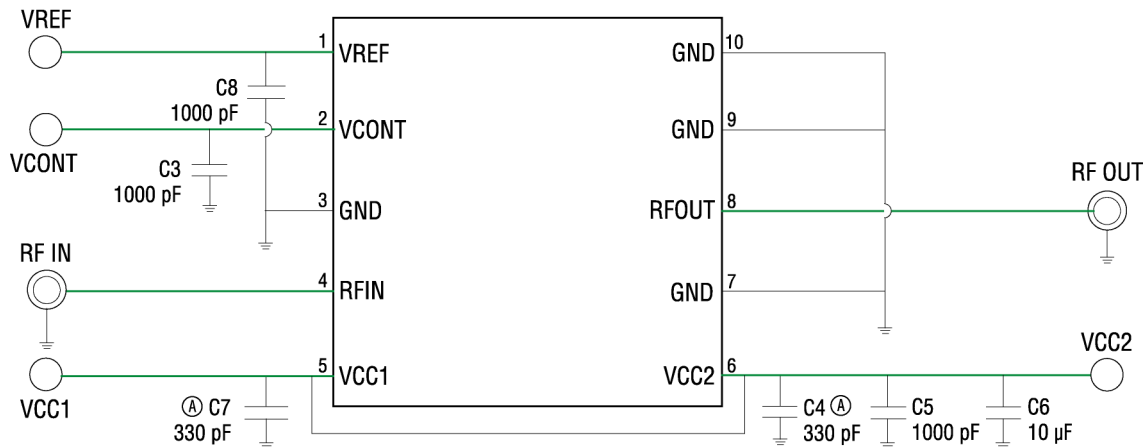 VREF
1
VREF
C8
1000 pF
2
VCONT
VCONT
C3
1000 pF
3
GND
RF IN
4
RFIN
5
VCC1
VCC1
Ⓐ C7
330 pF
GND
10
GND
9
RFOUT
8
RF OUT
GND
7
VCC2
6
VCC2
C4 Ⓐ
330 pF
C5
1000 pF
C6
10 µF